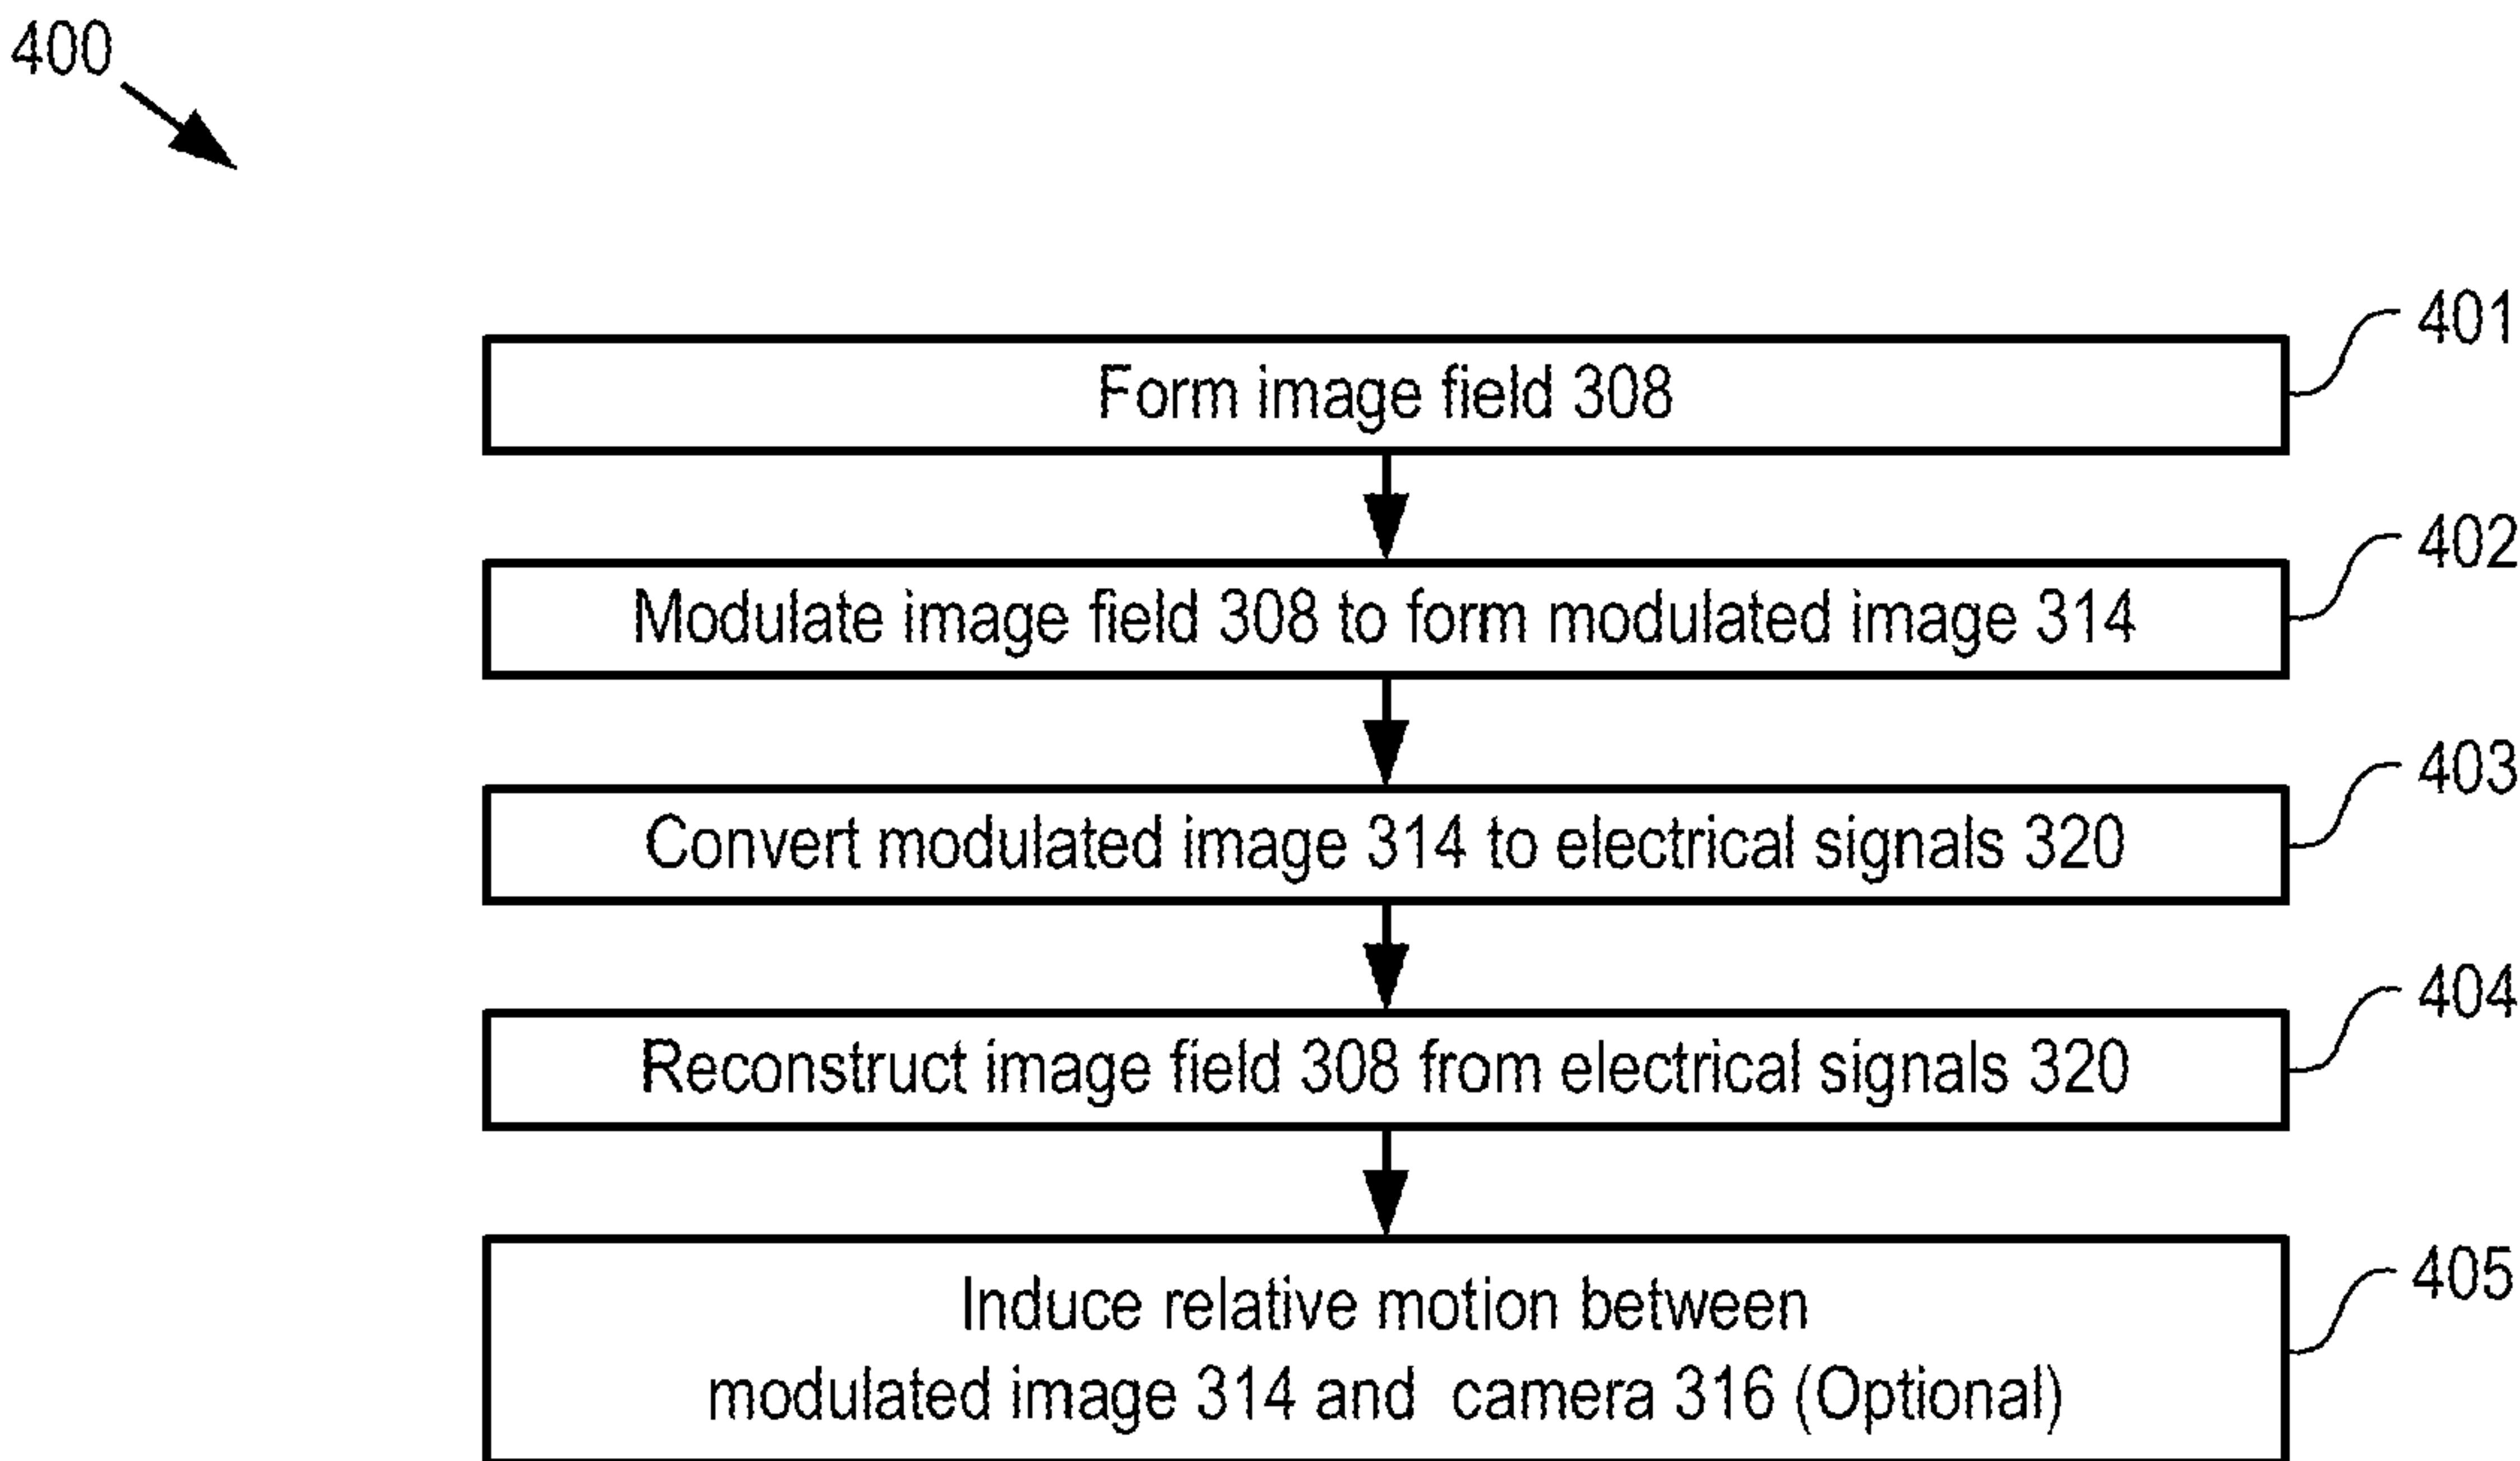 400
Form image field 308
401
Modulate image field 308 to form modulated image 314
402
Convert modulated image 314 to electrical signals 320
403
Reconstruct image field 308 from electrical signals 320
404
Induce relative motion between
modulated image 314 and camera 316 (Optional)
405